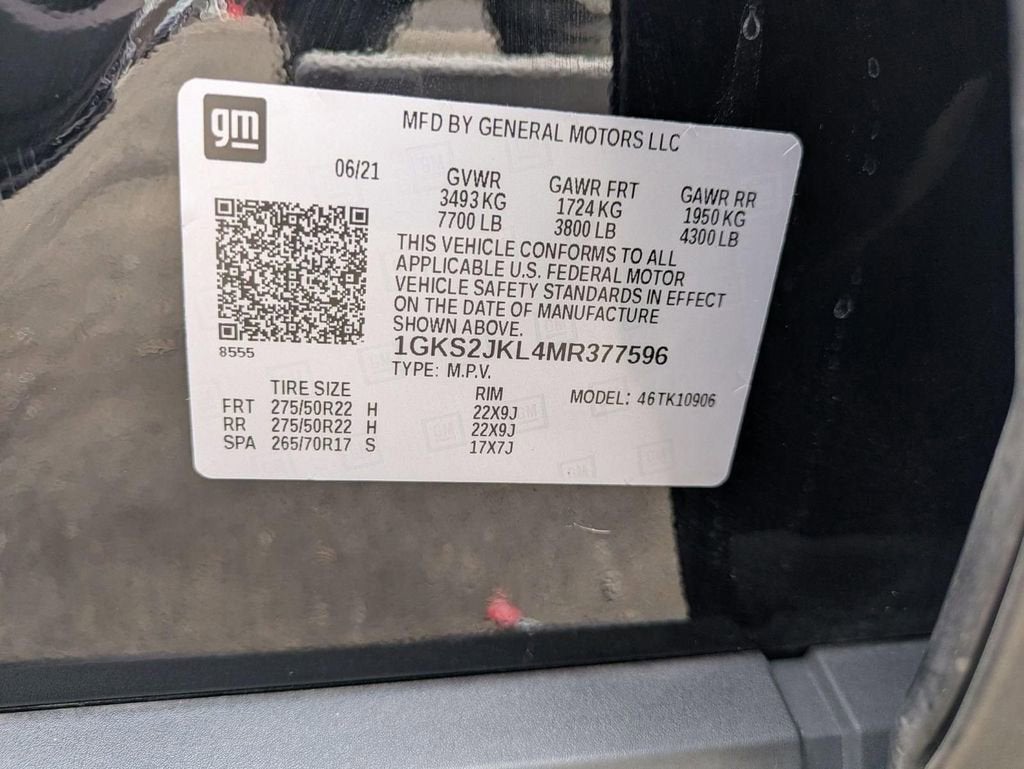 gm
MFD BY GENERAL MOTORS LLC
06/21
GVWR GAWR FRT GAWR RR
3493 KG 1724 KG 1950 KG
7700 LB 3800 LB 4300 LB
THIS VEHICLE CONFORMS TO ALL
APPLICABLE U.S. FEDERAL MOTOR
VEHICLE SAFETY STANDARDS IN EFFECT
ON THE DATE OF MANUFACTURE
SHOWN ABOVE.
8555
1GKS2JKL4MR377596
TYPE: M.P.V.
MODEL: 46TK10906
TIRE SIZE RIM
FRT 275/50R22 H 22X9J
RR 275/50R22 H 22X9J
SPA 265/70R17 S 17X7J